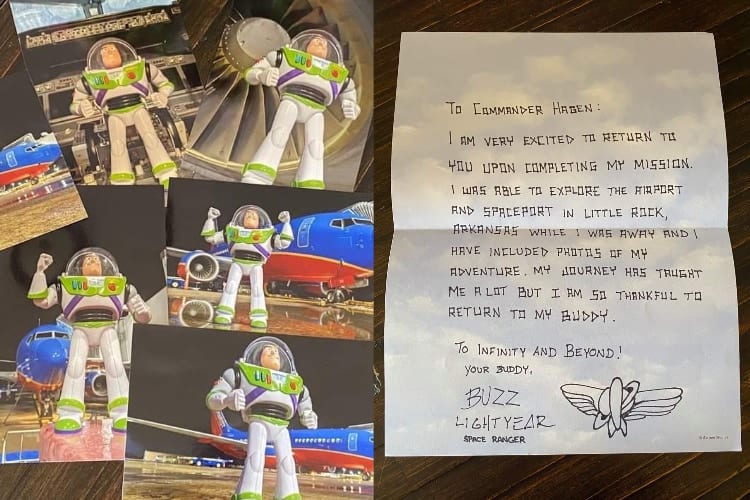 TO COMMANDER HAGEN:
I AM VERY EXCITED TO RETURN TO
YOU UPON COMPLETING MY MISSION.
I WAS ABLE TO EXPLORE THE AIRPORT
AND SPACEPORT IN LITTLE ROCK,
ARKANSAS WHILE I WAS AWAY AND I
HAVE INCLUDED PHOTOS OF MY
ADVENTURE. MY JOURNEY HAS TAUGHT
ME A LOT BUT I AM SO THANKFUL TO
RETURN TO MY BUDDY.
TO INFINITY AND BEYOND!
YOUR BUDDY,
BUZZ
LIGHTYEAR
SPACE RANGER